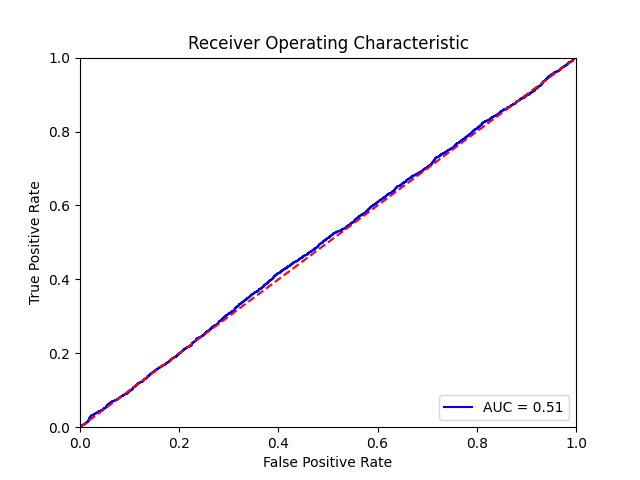 Receiver Operating Characteristic
1.0
0.8
0.6
0.4
0.2
0.0
True Positive Rate
AUC = 0.51
0.0 0.2 0.4 0.6 0.8 1.0
False Positive Rate